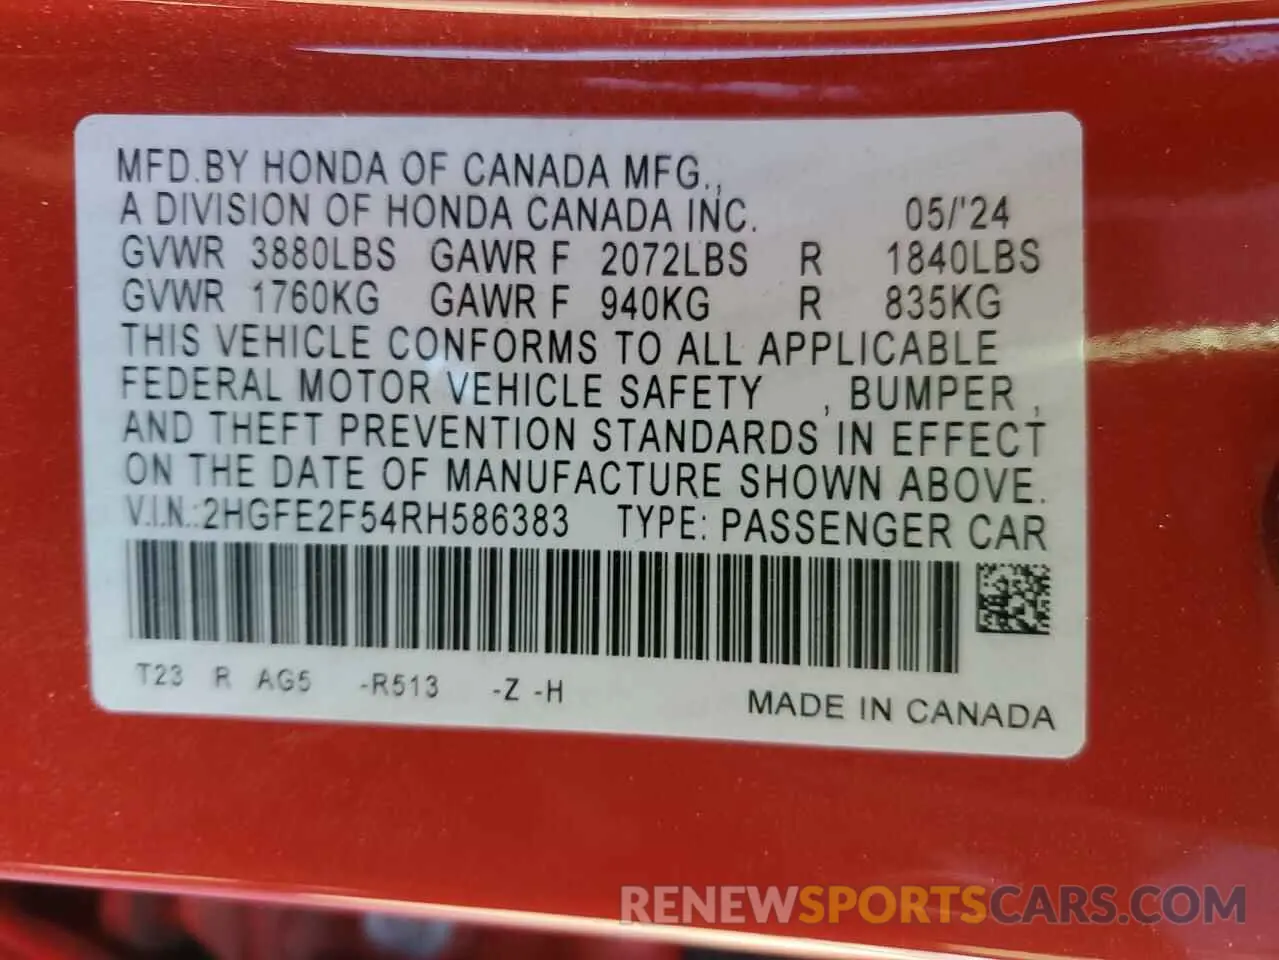 MFD.BY HONDA OF CANADA MFG.,
A DIVISION OF HONDA CANADA INC. 05/'24
GVWR 3880LBS GAWR F 2072LBS R 1840LBS
GVWR 1760KG GAWR F 940KG R 835KG
THIS VEHICLE CONFORMS TO ALL APPLICABLE
FEDERAL MOTOR VEHICLE SAFETY , BUMPER ,
AND THEFT PREVENTION STANDARDS IN EFFECT
ON THE DATE OF MANUFACTURE SHOWN ABOVE.
V.I.N.:2HGFE2F54RH586383 TYPE: PASSENGER CAR
T23 R AG5 -R513 -Z -H
MADE IN CANADA
RENEWSPORTSCARS.COM